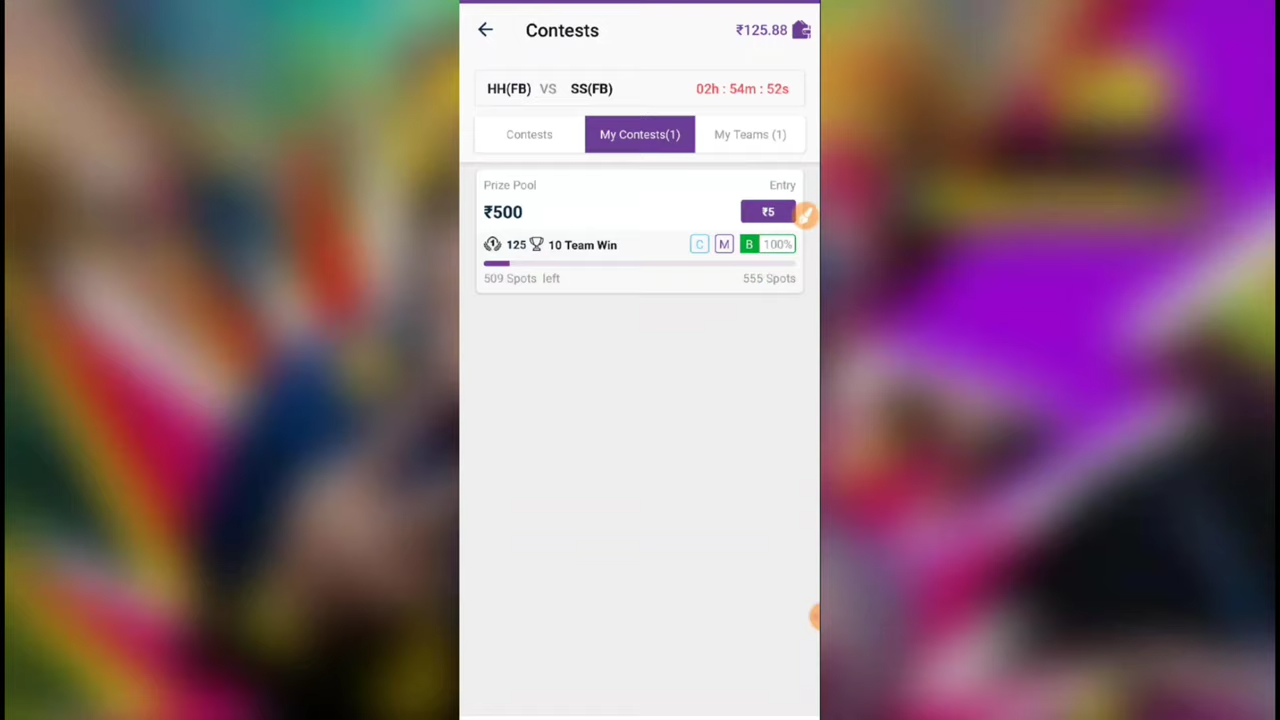 Contests ₹125.88
HH(FB) VS SS(FB) 02h : 54m : 52s
Contests My Contests(1) My Teams (1)
Prize Pool Entry
₹500 ₹5
1 125 10 Team Win C M B 100%
509 Spots left 555 Spots